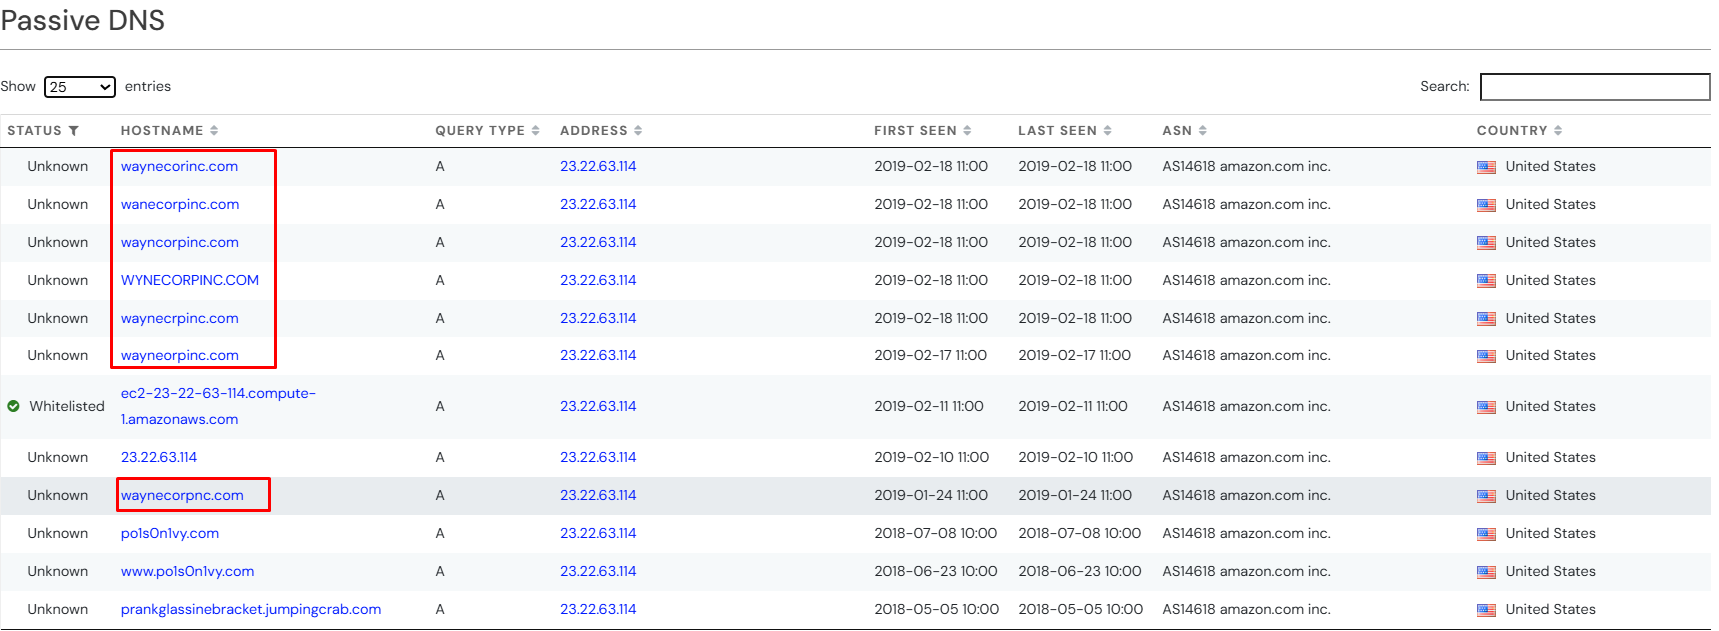 Passive DNS
Show 25 entries Search:
STATUS HOSTNAME QUERY TYPE ADDRESS FIRST SEEN LAST SEEN ASN COUNTRY
Unknown waynecorinc.com A 23.22.63.114 2019-02-18 11:00 2019-02-18 11:00 AS14618 amazon.com inc. United States
Unknown wanecorpinc.com A 23.22.63.114 2019-02-18 11:00 2019-02-18 11:00 AS14618 amazon.com inc. United States
Unknown wayncorpinc.com A 23.22.63.114 2019-02-18 11:00 2019-02-18 11:00 AS14618 amazon.com inc. United States
Unknown WYNECORPINC.COM A 23.22.63.114 2019-02-18 11:00 2019-02-18 11:00 AS14618 amazon.com inc. United States
Unknown waynecrpinc.com A 23.22.63.114 2019-02-18 11:00 2019-02-18 11:00 AS14618 amazon.com inc. United States
Unknown wayneorpinc.com A 23.22.63.114 2019-02-17 11:00 2019-02-17 11:00 AS14618 amazon.com inc. United States
ec2-23-22-63-114.compute-
Whitelisted A 23.22.63.114 2019-02-11 11:00 2019-02-11 11:00 AS14618 amazon.com inc. United States
1.amazonaws.com
Unknown 23.22.63.114 A 23.22.63.114 2019-02-10 11:00 2019-02-10 11:00 AS14618 amazon.com inc. United States
Unknown waynecorpnc.com A 23.22.63.114 2019-01-24 11:00 2019-01-24 11:00 AS14618 amazon.com inc. United States
Unknown po1s0n1vy.com A 23.22.63.114 2018-07-08 10:00 2018-07-08 10:00 AS14618 amazon.com inc. United States
Unknown www.po1s0n1vy.com A 23.22.63.114 2018-06-23 10:00 2018-06-23 10:00 AS14618 amazon.com inc. United States
Unknown prankglassinebracket.jumpingcrab.com A 23.22.63.114 2018-05-05 10:00 2018-05-05 10:00 AS14618 amazon.com inc. United States